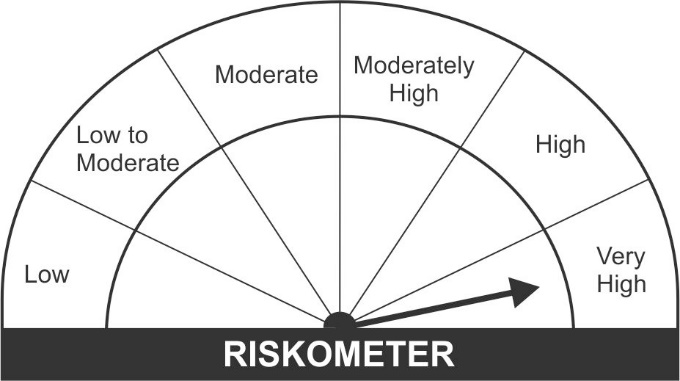 Low
Low to
Moderate
Moderate
Moderately
High
High
Very
High
RISKOMETER